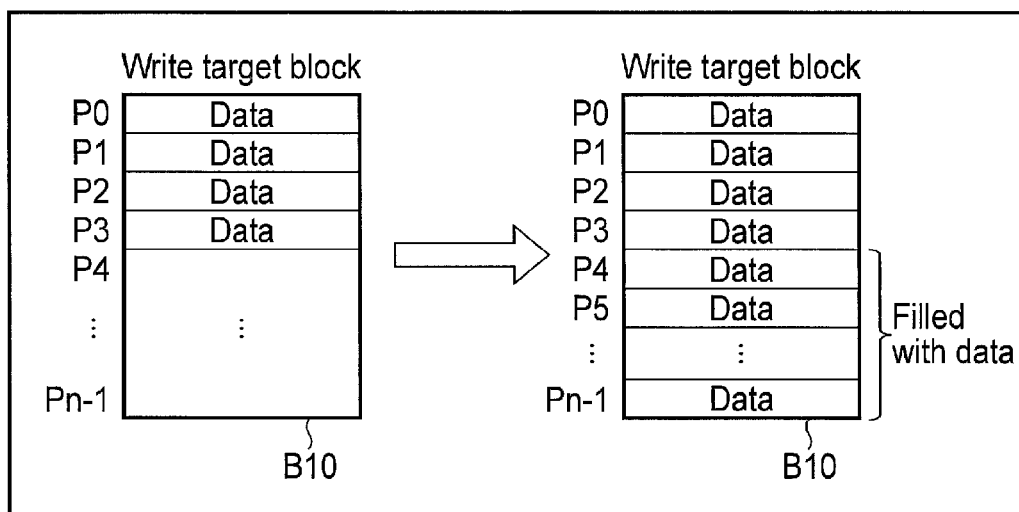 Write target block
P0 Data
P1 Data
P2 Data
P3 Data
P4
⋮ ⋮
Pn-1
B10
Write target block
P0 Data
P1 Data
P2 Data
P3 Data
P4 Data
P5 Data
⋮ ⋮
Pn-1 Data
B10
Filled
with data